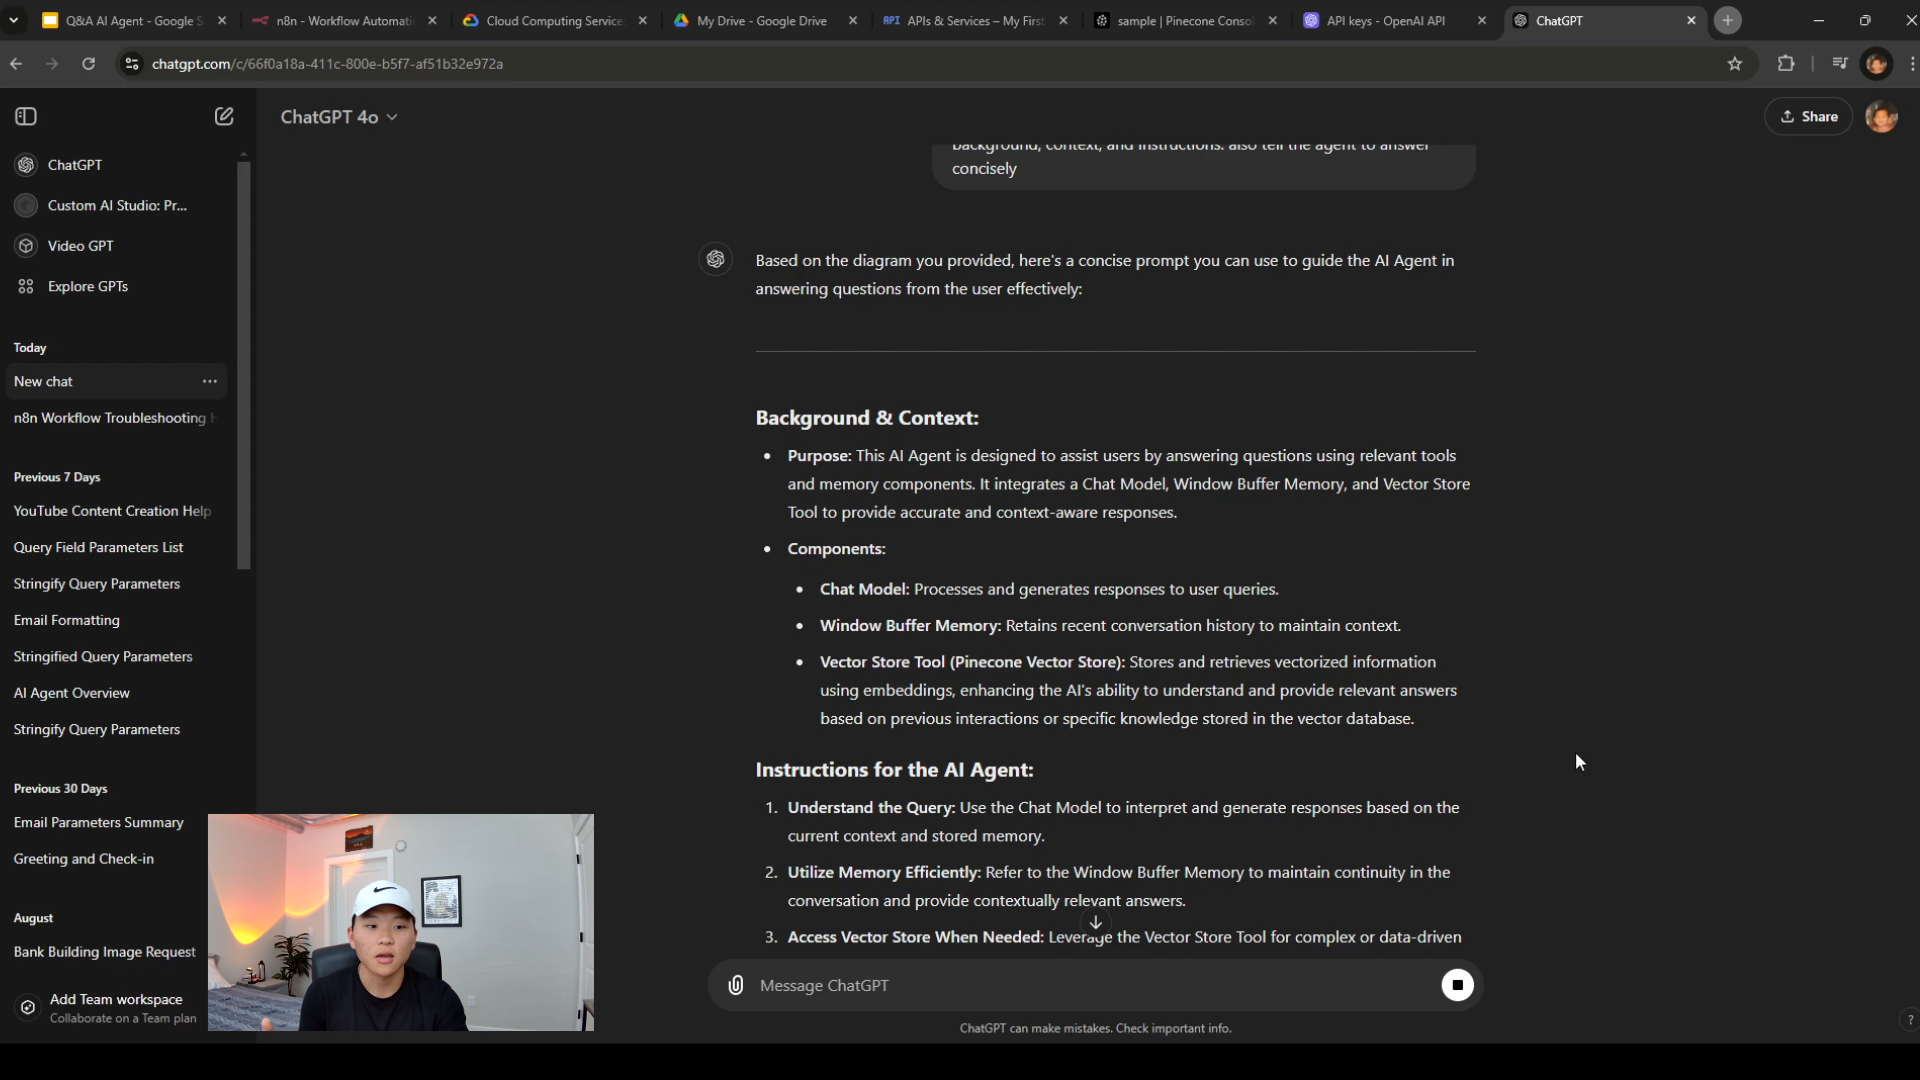 Q&A AI Agent - Google S
n8n - Workflow Automati
Cloud Computing Service
My Drive - Google Drive
API APIs & Services – My First
sample | Pinecone Conso
API keys - OpenAI API
ChatGPT
chatgpt.com/c/66f0a18a-411c-800e-b5f7-af51b32e972a
ChatGPT 4o
Share
ChatGPT
Custom AI Studio: Pr...
Video GPT
Explore GPTs
Today
New chat
n8n Workflow Troubleshooting H
Previous 7 Days
YouTube Content Creation Help
Query Field Parameters List
Stringify Query Parameters
Email Formatting
Stringified Query Parameters
AI Agent Overview
Stringify Query Parameters
Previous 30 Days
Email Parameters Summary
Greeting and Check-in
August
Bank Building Image Request
Add Team workspace
Collaborate on a Team plan
background, context, and instructions. also tell the agent to answer
concisely
Based on the diagram you provided, here's a concise prompt you can use to guide the AI Agent in
answering questions from the user effectively:
Background & Context:
• Purpose: This AI Agent is designed to assist users by answering questions using relevant tools
and memory components. It integrates a Chat Model, Window Buffer Memory, and Vector Store
Tool to provide accurate and context-aware responses.
• Components:
• Chat Model: Processes and generates responses to user queries.
• Window Buffer Memory: Retains recent conversation history to maintain context.
• Vector Store Tool (Pinecone Vector Store): Stores and retrieves vectorized information
using embeddings, enhancing the AI's ability to understand and provide relevant answers
based on previous interactions or specific knowledge stored in the vector database.
Instructions for the AI Agent:
1. Understand the Query: Use the Chat Model to interpret and generate responses based on the
current context and stored memory.
2. Utilize Memory Efficiently: Refer to the Window Buffer Memory to maintain continuity in the
conversation and provide contextually relevant answers.
3. Access Vector Store When Needed: Leverage the Vector Store Tool for complex or data-driven
Message ChatGPT
ChatGPT can make mistakes. Check important info.
?